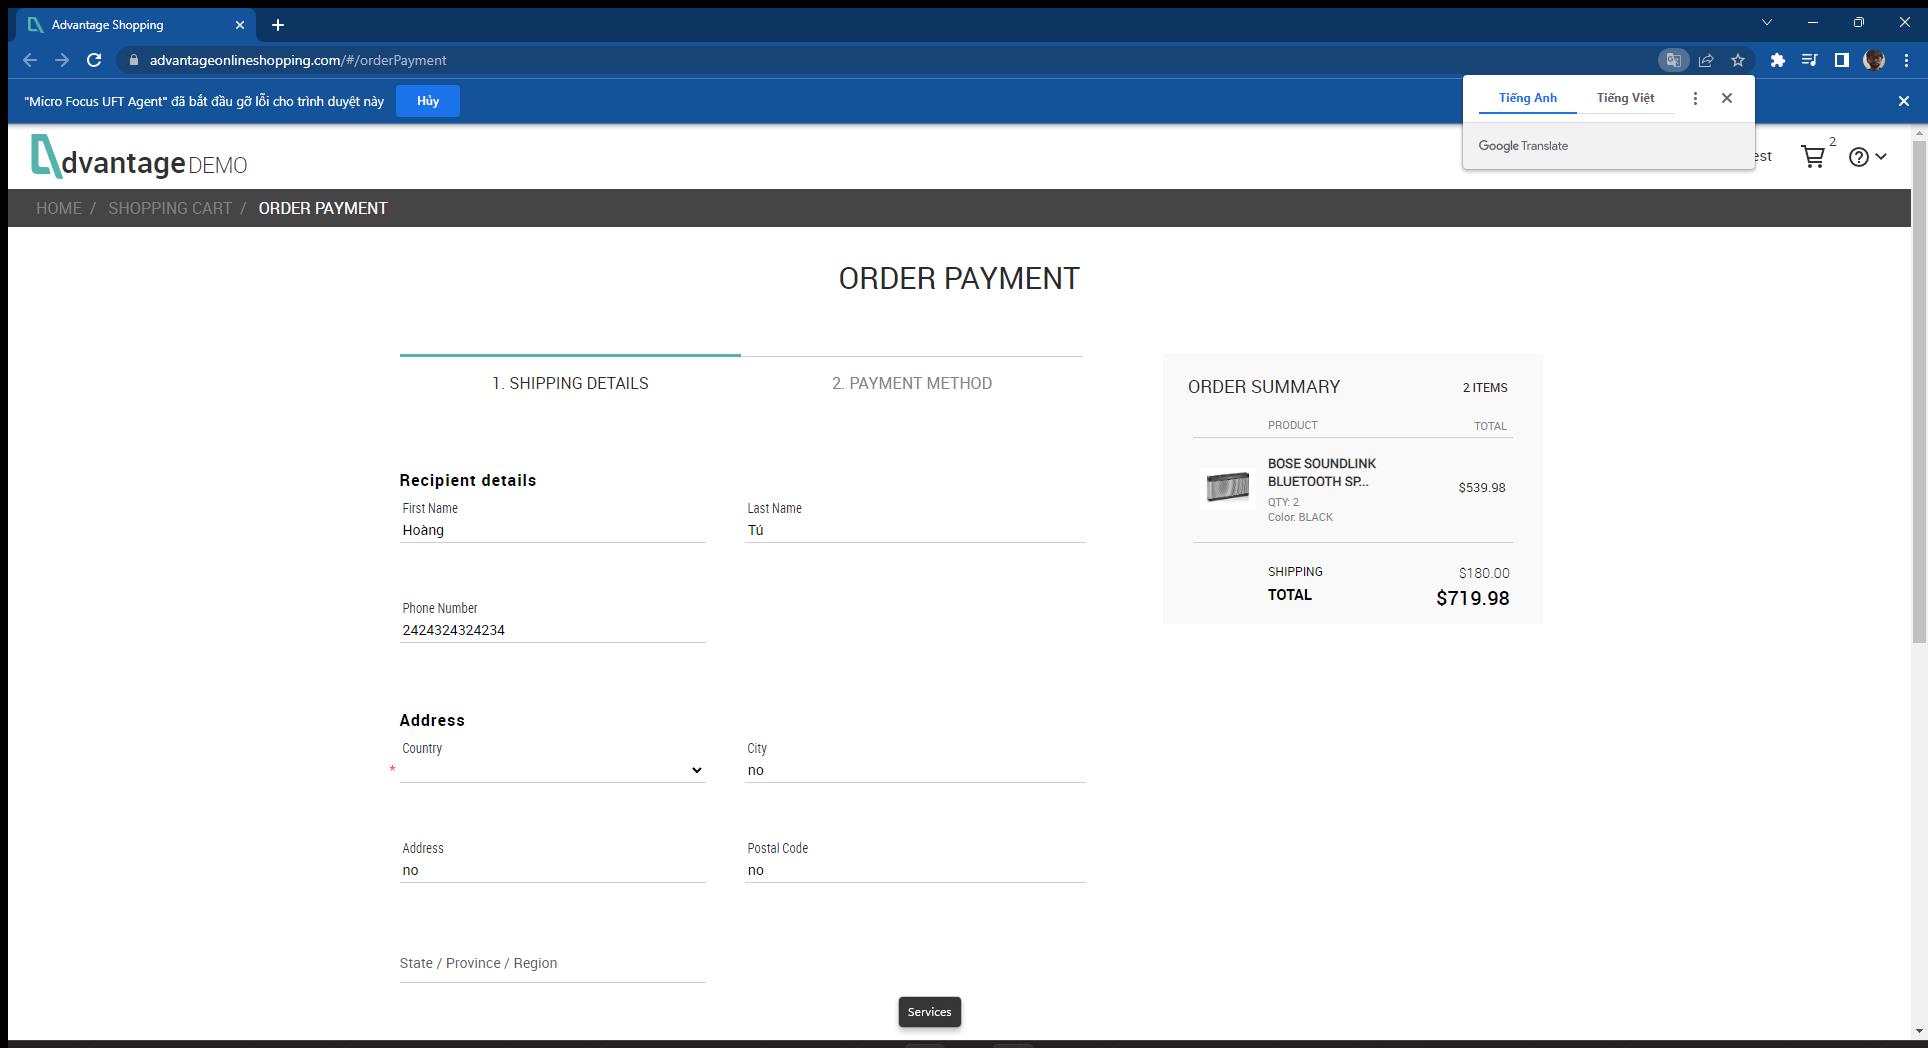 Advantage Shopping
advantageonlineshopping.com/#/orderPayment
"Micro Focus UFT Agent" đã bắt đầu gỡ lỗi cho trình duyệt này
Hủy
Tiếng Anh
Tiếng Việt
Google Translate
dvantage DEMO
est
2
HOME / SHOPPING CART / ORDER PAYMENT
ORDER PAYMENT
1. SHIPPING DETAILS
2. PAYMENT METHOD
Recipient details
First Name
Hoàng
Last Name
Tú
Phone Number
2424324324234
Address
Country
*
City
no
Address
no
Postal Code
no
State / Province / Region
ORDER SUMMARY
2 ITEMS
PRODUCT
TOTAL
BOSE SOUNDLINK
BLUETOOTH SP...
QTY: 2
Color: BLACK
$539.98
SHIPPING
$180.00
TOTAL
$719.98
Services